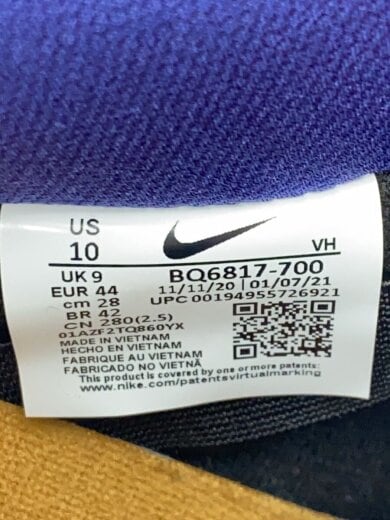 US
10
VH
UK 9
EUR 44
cm 28
BR 42
CN 280(2.5)
01AZF2TQ860YX
BQ6817-700
11/11/20 | 01/07/21
UPC 00194955726921
MADE IN VIETNAM
HECHO EN VIETNAM
FABRIQUE AU VIETNAM
FABRICADO NO VIETNÃ
This product is covered by one or more patents:
www.nike.com/patentsvirtualmarking